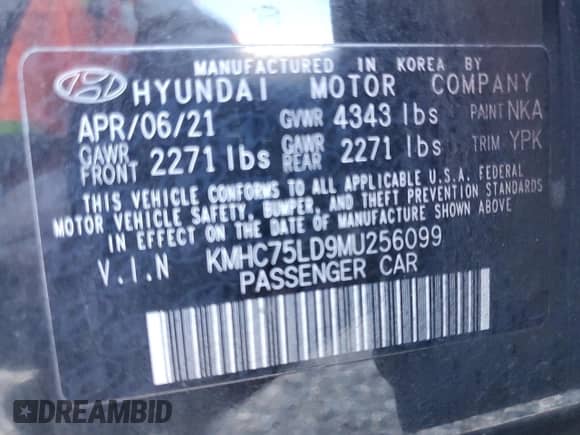 MANUFACTURED IN KOREA BY
HYUNDAI MOTOR COMPANY
APR/06/21 GVWR 4343 lbs PAINT NKA
GAWR FRONT 2271 lbs GAWR REAR 2271 lbs TRIM YPK
THIS VEHICLE CONFORMS TO ALL APPLICABLE U.S.A. FEDERAL
MOTOR VEHICLE SAFETY, BUMPER, AND THEFT PREVENTION STANDARDS
IN EFFECT ON THE DATE OF MANUFACTURE SHOWN ABOVE
V.I.N KMHC75LD9MU256099
PASSENGER CAR
DREAMBID